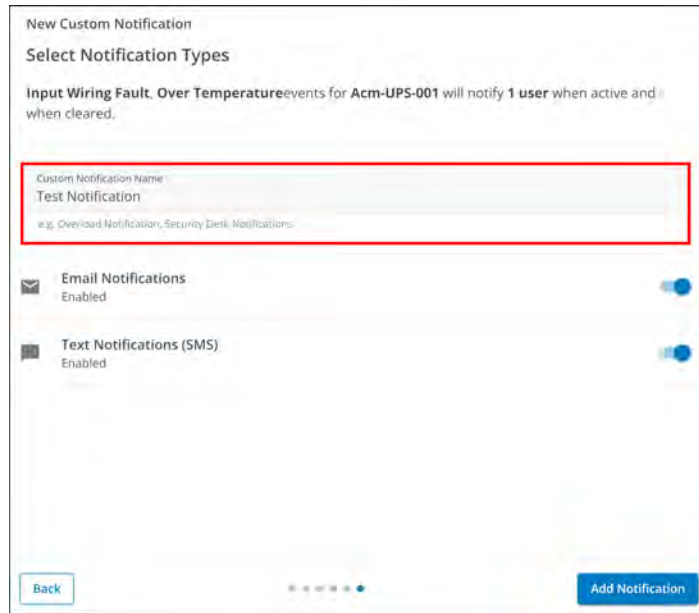 New Custom Notification
Select Notification Types
Input Wiring Fault, Over Temperatureevents for Acm-UPS-001 will notify 1 user when active and
when cleared.
Custom Notification Name
Test Notification
e.g. Overload Notification, Security Desk Notifications
Email Notifications
Enabled
Text Notifications (SMS)
Enabled
Back
Add Notification